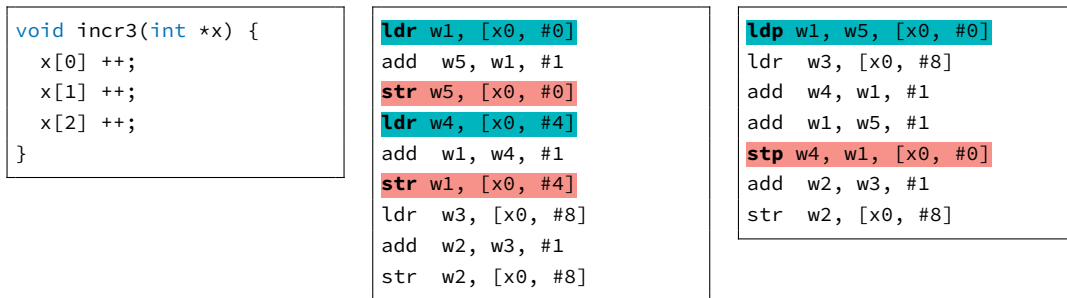 void incr3(int *x) {
  x[0] ++;
  x[1] ++;
  x[2] ++;
}
ldr w1, [x0, #0]
add  w5, w1, #1
str w5, [x0, #0]
ldr w4, [x0, #4]
add  w1, w4, #1
str w1, [x0, #4]
ldr  w3, [x0, #8]
add  w2, w3, #1
str  w2, [x0, #8]
ldp w1, w5, [x0, #0]
ldr  w3, [x0, #8]
add  w4, w1, #1
add  w1, w5, #1
stp w4, w1, [x0, #0]
add  w2, w3, #1
str  w2, [x0, #8]